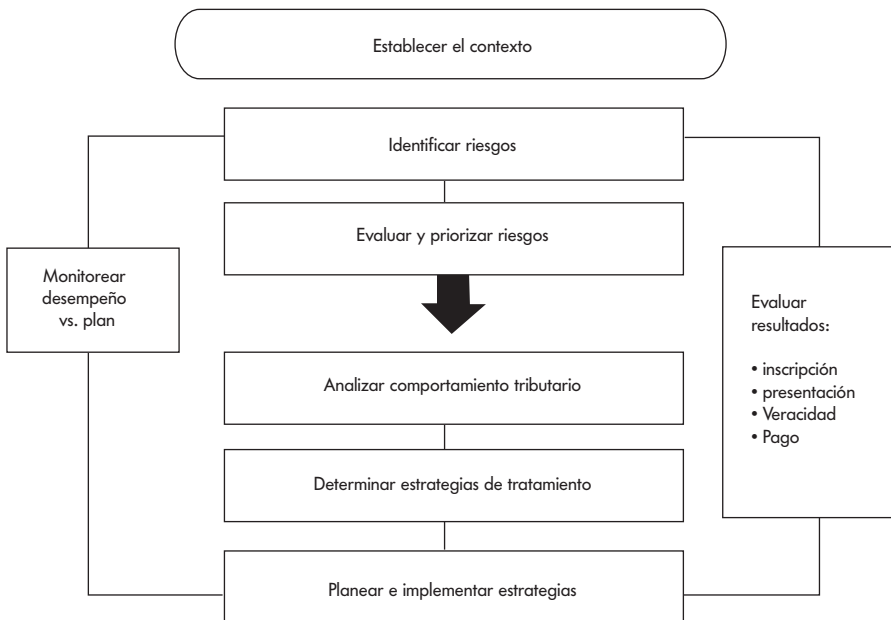 Establecer el contexto
Identificar riesgos
Evaluar y priorizar riesgos
Monitorear
desempeño
vs. plan
Evaluar
resultados:
• inscripción
• presentación
• Veracidad
• Pago
Analizar comportamiento tributario
Determinar estrategias de tratamiento
Planear e implementar estrategias